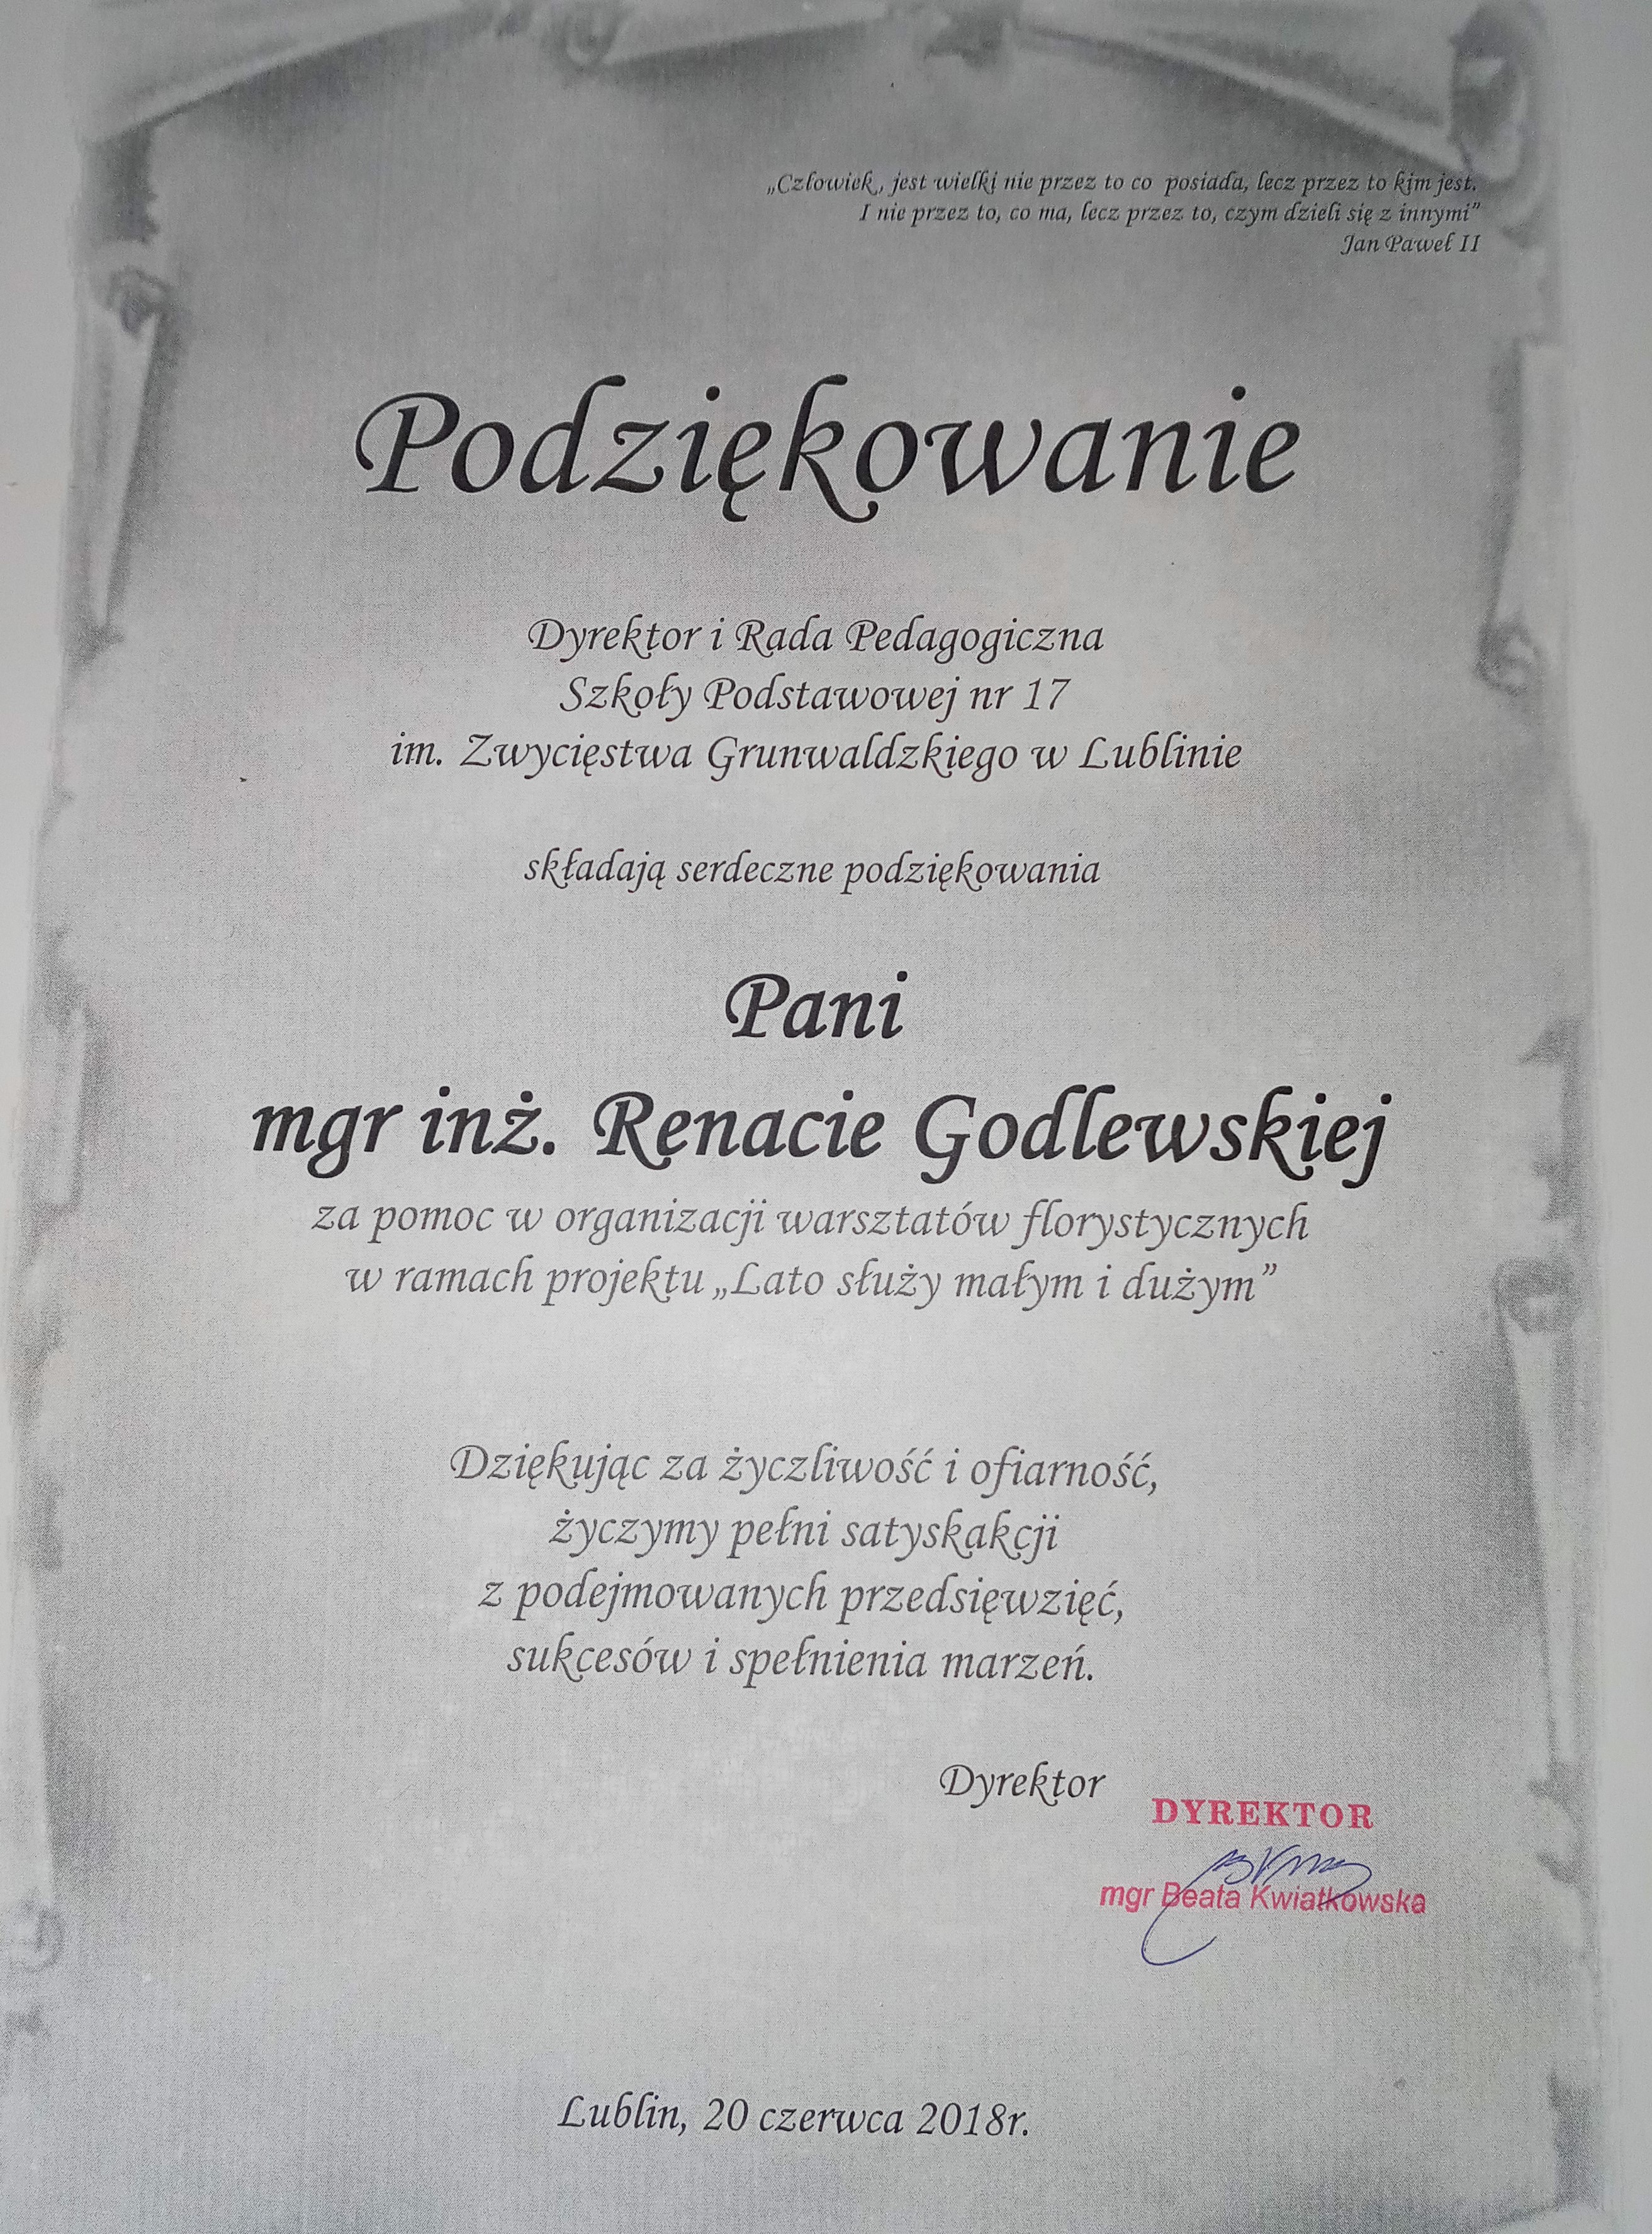 „Człowiek, jest wielki nie przez to co posiada, lecz przez to kim jest.
I nie przez to, co ma, lecz przez to, czym dzieli się z innymi”
Jan Paweł II
Podziękowanie
Dyrektor i Rada Pedagogiczna
Szkoły Podstawowej nr 17
im. Zwycięstwa Grunwaldzkiego w Lublinie
składają serdeczne podziękowania
Pani
mgr inż. Renacie Godlewskiej
za pomoc w organizacji warsztatów florystycznych
w ramach projektu „Lato służy małym i dużym”
Dziękując za życzliwość i ofiarność,
życzymy pełni satyskakcji
z podejmowanych przedsięwzięć,
sukcesów i spełnienia marzeń.
Dyrektor
DYREKTOR
mgr Beata Kwiatkowska
Lublin, 20 czerwca 2018r.